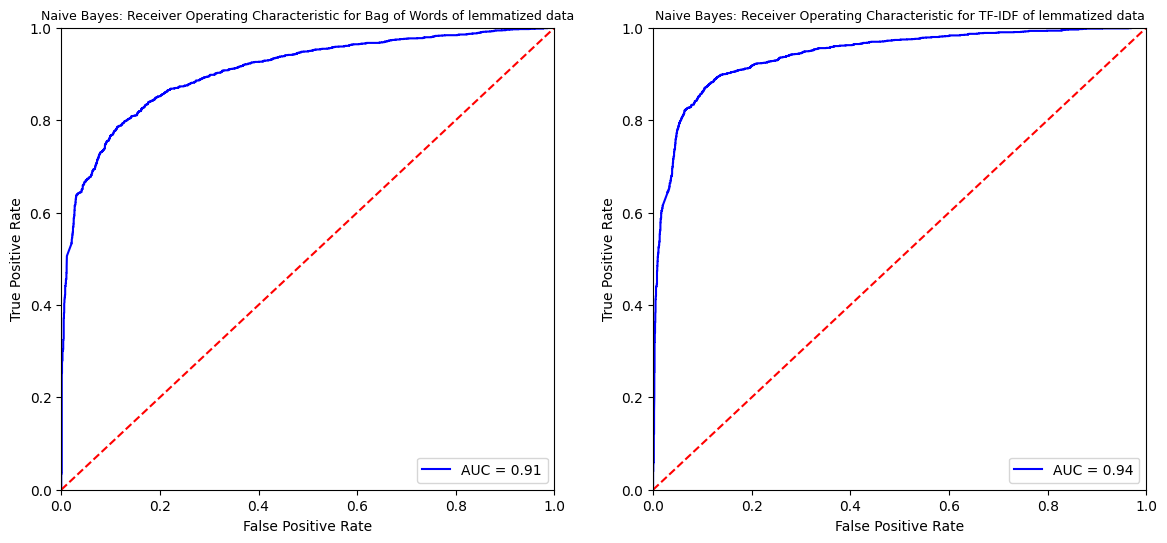 Naive Bayes: Receiver Operating Characteristic for Bag of Words of lemmatized data
1.0
0.8
0.6
0.4
0.2
0.0
True Positive Rate
0.0 0.2 0.4 0.6 0.8 1.0
False Positive Rate
AUC = 0.91
Naive Bayes: Receiver Operating Characteristic for TF-IDF of lemmatized data
1.0
0.8
0.6
0.4
0.2
0.0
True Positive Rate
0.0 0.2 0.4 0.6 0.8 1.0
False Positive Rate
AUC = 0.94